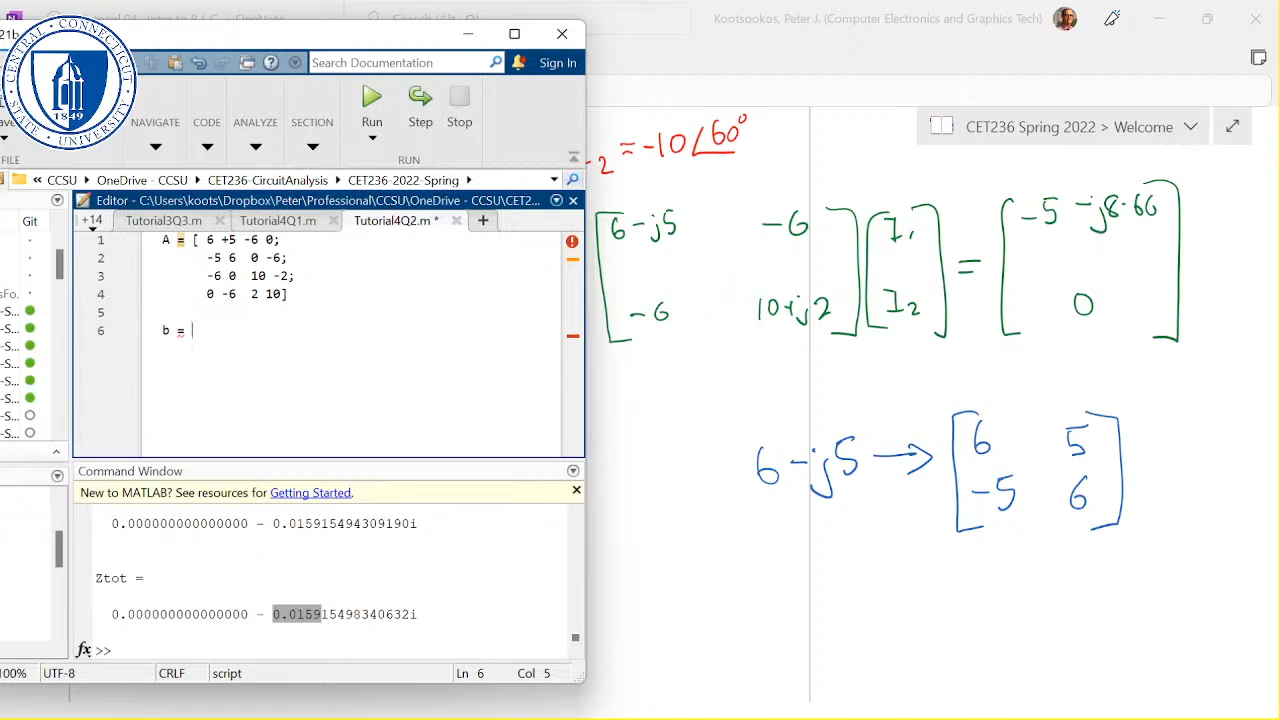 Kootsookos, Peter J. (Computer Electronics and Graphics Tech)
21b
CENTRAL CONNECTICUT STATE UNIVERSITY
1849
Search Documentation
Sign In
NAVIGATE
CODE
ANALYZE
SECTION
Run
Step
Stop
FILE
RUN
CCSU
OneDrive - CCSU
CET236-CircuitAnalysis
CET236-2022-Spring
Editor - C:\Users\koots\Dropbox\Peter\Professional\CCSU\OneDrive - CCSU\CET2...
Git
+14
Tutorial3Q3.m
Tutorial4Q1.m
Tutorial4Q2.m *
1 A = [ 6 +5 -6 0;
2 -5 6 0 -6;
3 -6 0 10 -2;
4 0 -6 2 10]
5
6 b =
Command Window
New to MATLAB? See resources for Getting Started.
0.000000000000000 - 0.015915494309190i
Ztot =
0.000000000000000 - 0.015915498340632i
fx >>
100%
UTF-8
CRLF
script
Ln 6
Col 5
CET236 Spring 2022 > Welcome
2 = -10∠60°
6-j5 -6 I1 = -5 -j8.66
-6 10+j2 I2 0
6-j5 → 6 5
-5 6